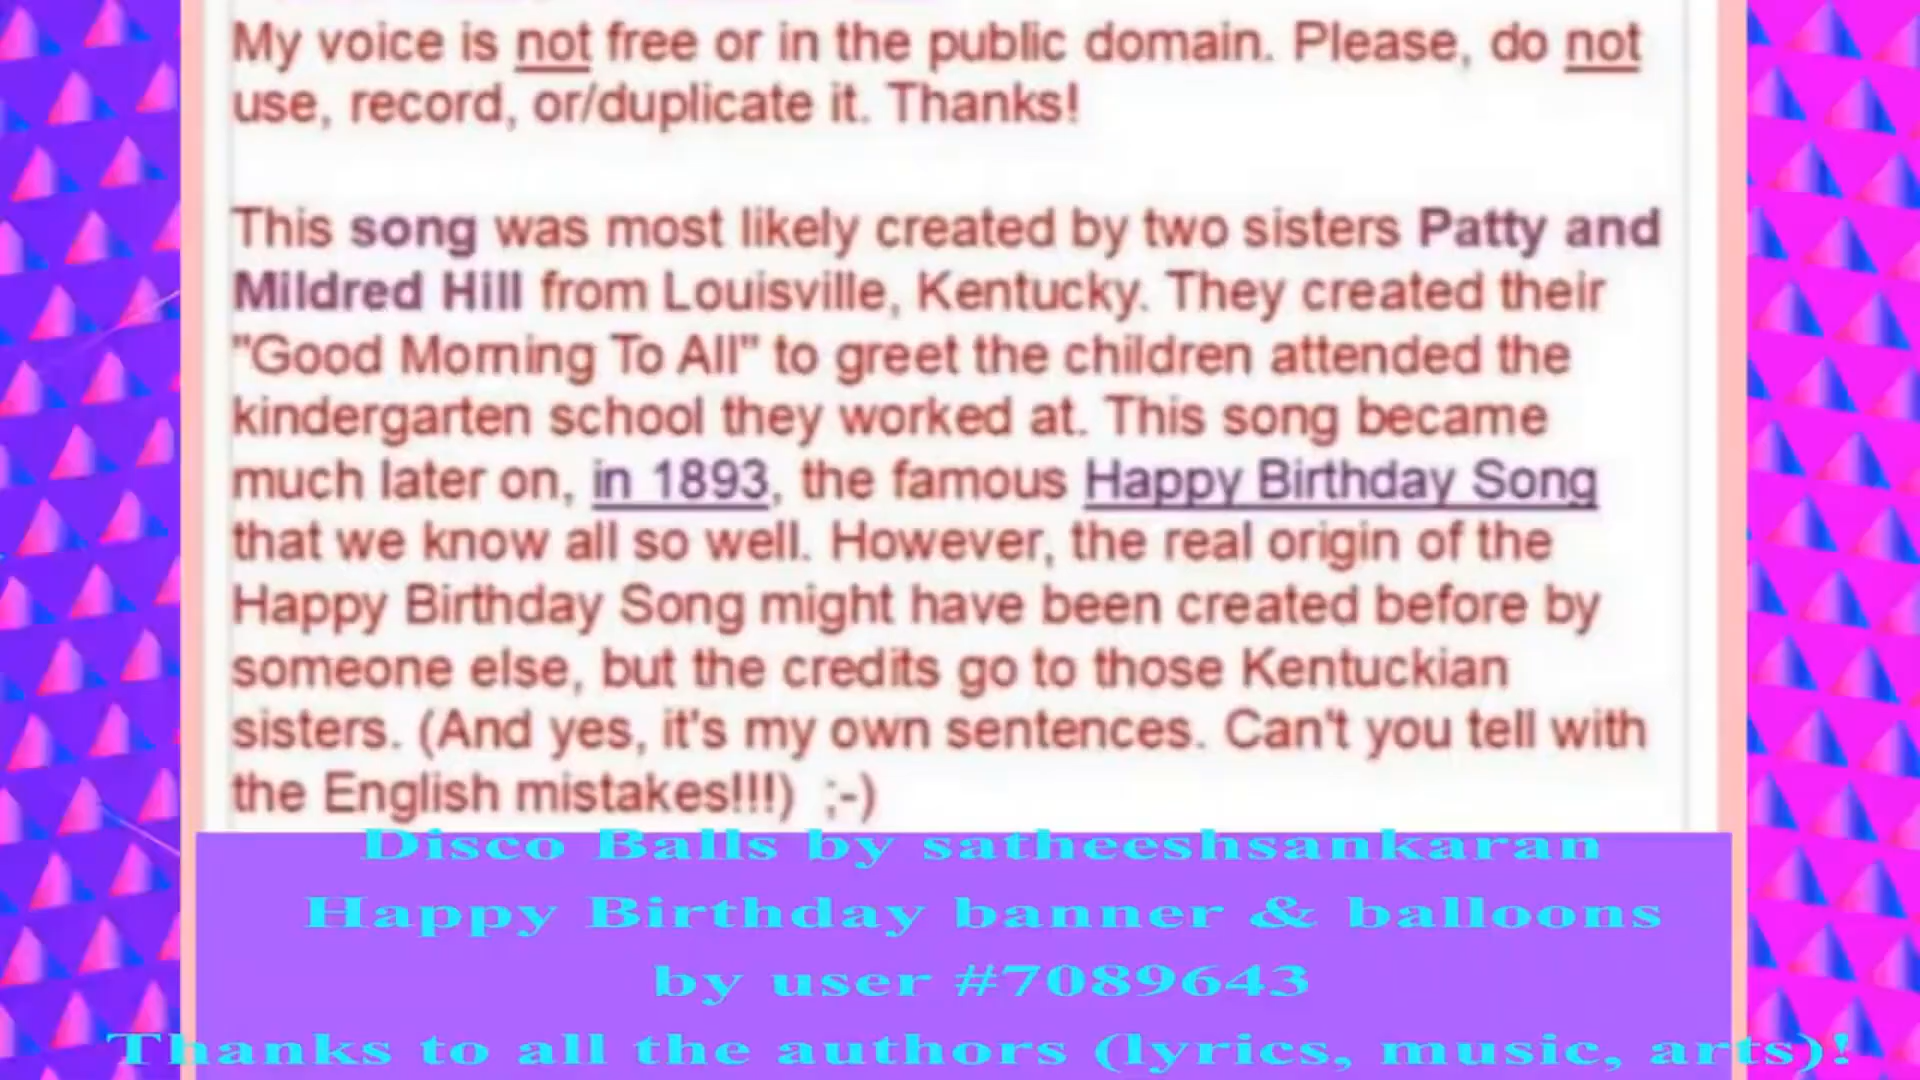 My voice is not free or in the public domain. Please, do not
use, record, or/duplicate it. Thanks!
This song was most likely created by two sisters Patty and
Mildred Hill from Louisville, Kentucky. They created their
"Good Morning To All" to greet the children attended the
kindergarten school they worked at. This song became
much later on, in 1893, the famous Happy Birthday Song
that we know all so well. However, the real origin of the
Happy Birthday Song might have been created before by
someone else, but the credits go to those Kentuckian
sisters. (And yes, it's my own sentences. Can't you tell with
the English mistakes!!!) ;-)
Disco Balls by satheeshsankaran
Happy Birthday banner & balloons
by user #7089643
Thanks to all the authors (lyrics, music, arts)!